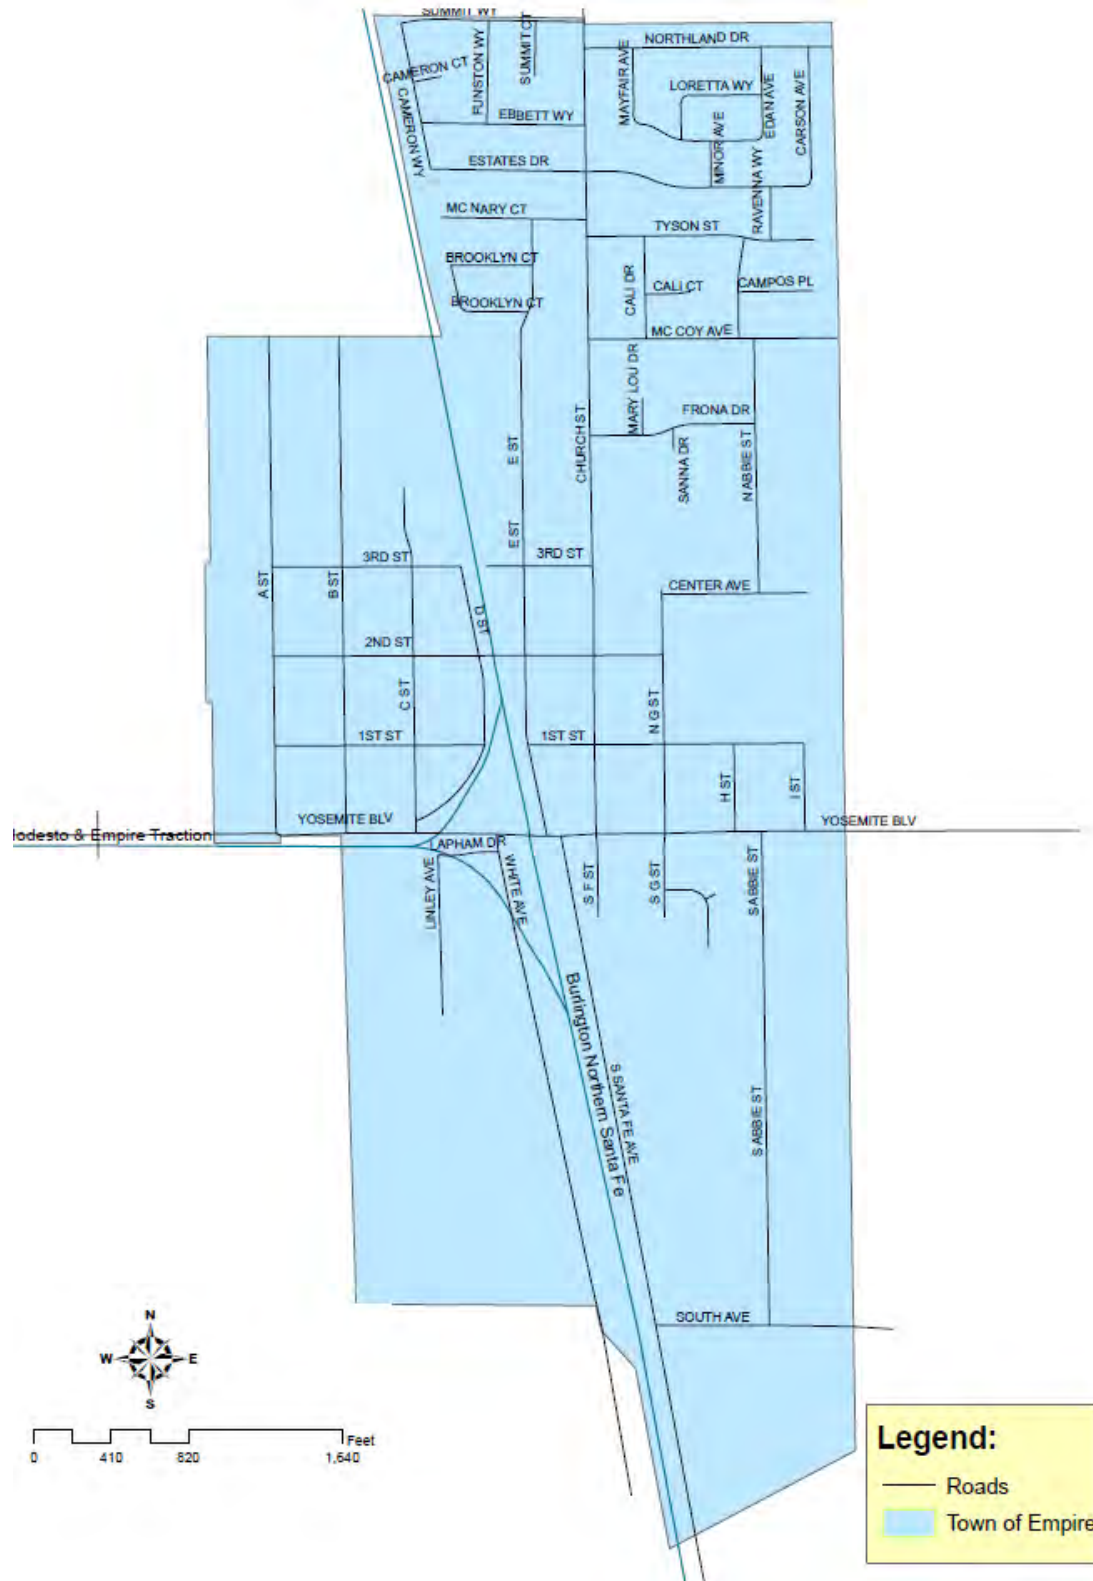 SUMMIT WY
NORTHLAND DR
CAMERON CT
FUNSTON WY
SUMMIT CT
MAYFAIR AVE
LORETTA WY
EDAN AVE
CARSON AVE
CAMERON WY
EBBETT WY
MINOR AVE
ESTATES DR
RAVENNA WY
MC NARY CT
TYSON ST
BROOKLYN CT
CALI DR
CALI CT
CAMPOS PL
BROOKLYN CT
MC COY AVE
MARY LOU DR
FRONA DR
CHURCH ST
E ST
SANNA DR
N ABBIE ST
E ST
3RD ST
3RD ST
A ST
B ST
CENTER AVE
D ST
2ND ST
C ST
N G ST
1ST ST
1ST ST
H ST
I ST
YOSEMITE BLV
YOSEMITE BLV
lodesto & Empire Traction
LAPHAM DR
LINLEY AVE
WHITE AVE
S F ST
S G ST
S ABBIE ST
Burlington Northern Santa Fe
S SANTA FE AVE
S ABBIE ST
SOUTH AVE
N
W E
S
Feet
0 410 820 1,640
Legend:
Roads
Town of Empire